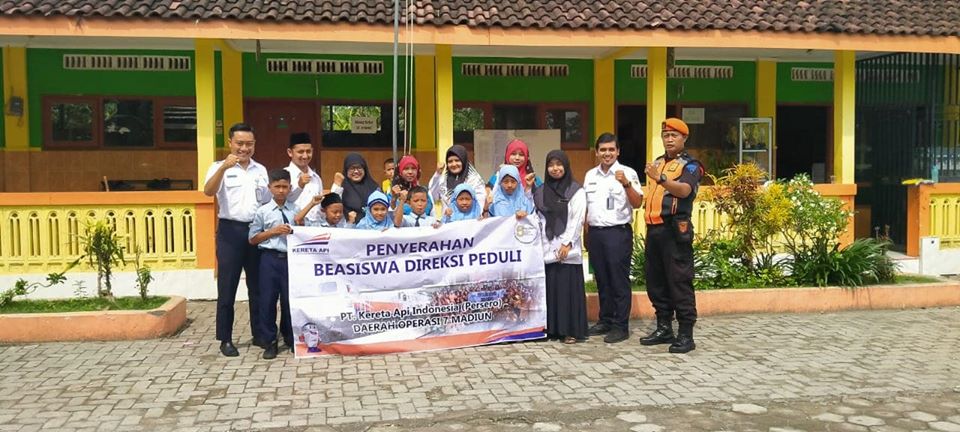 KERETA API
PENYERAHAN
BEASISWA DIREKSI PEDULI
PT. Kereta Api Indonesia (Persero)
DAERAH OPERASI 7 MADIUN